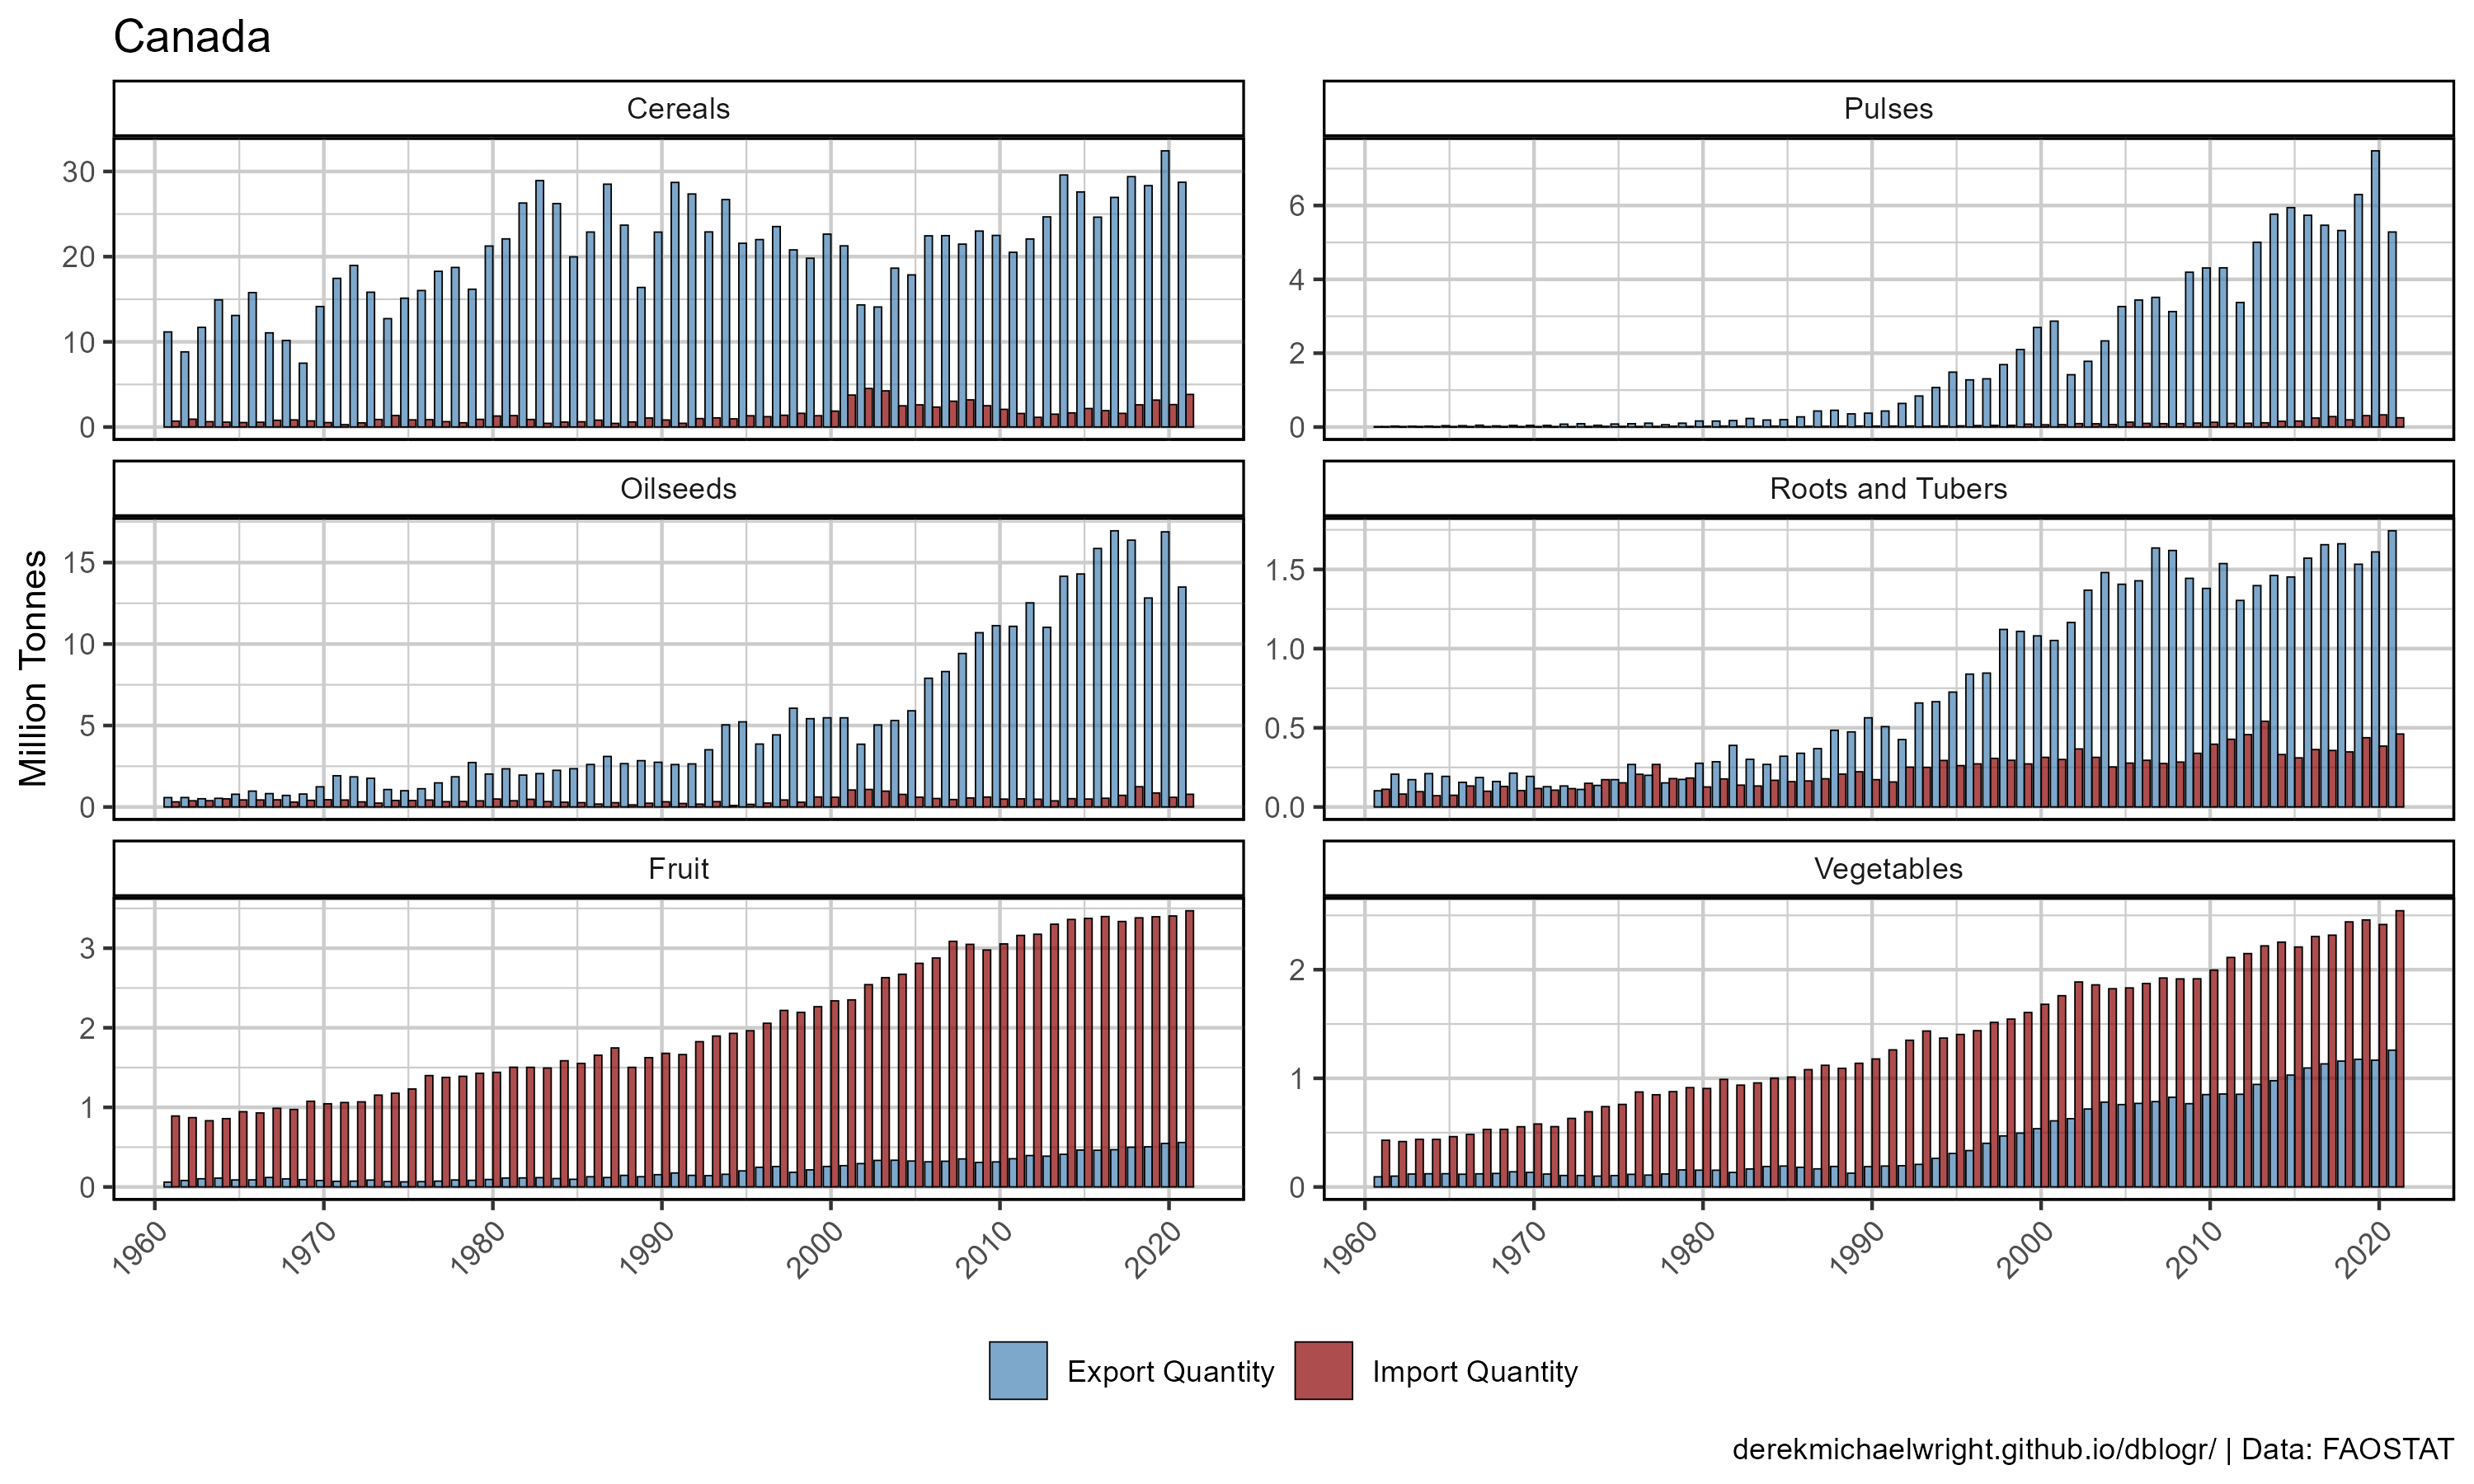 Canada
Cereals
Pulses
30
20
10
0
6
4
2
0
Oilseeds
Roots and Tubers
Million Tonnes
15
10
5
0
1.5
1.0
0.5
0.0
Fruit
Vegetables
3
2
1
0
2
1
0
1960 1970 1980 1990 2000 2010 2020
1960 1970 1980 1990 2000 2010 2020
Export Quantity Import Quantity
derekmichaelwright.github.io/dblogr/ | Data: FAOSTAT